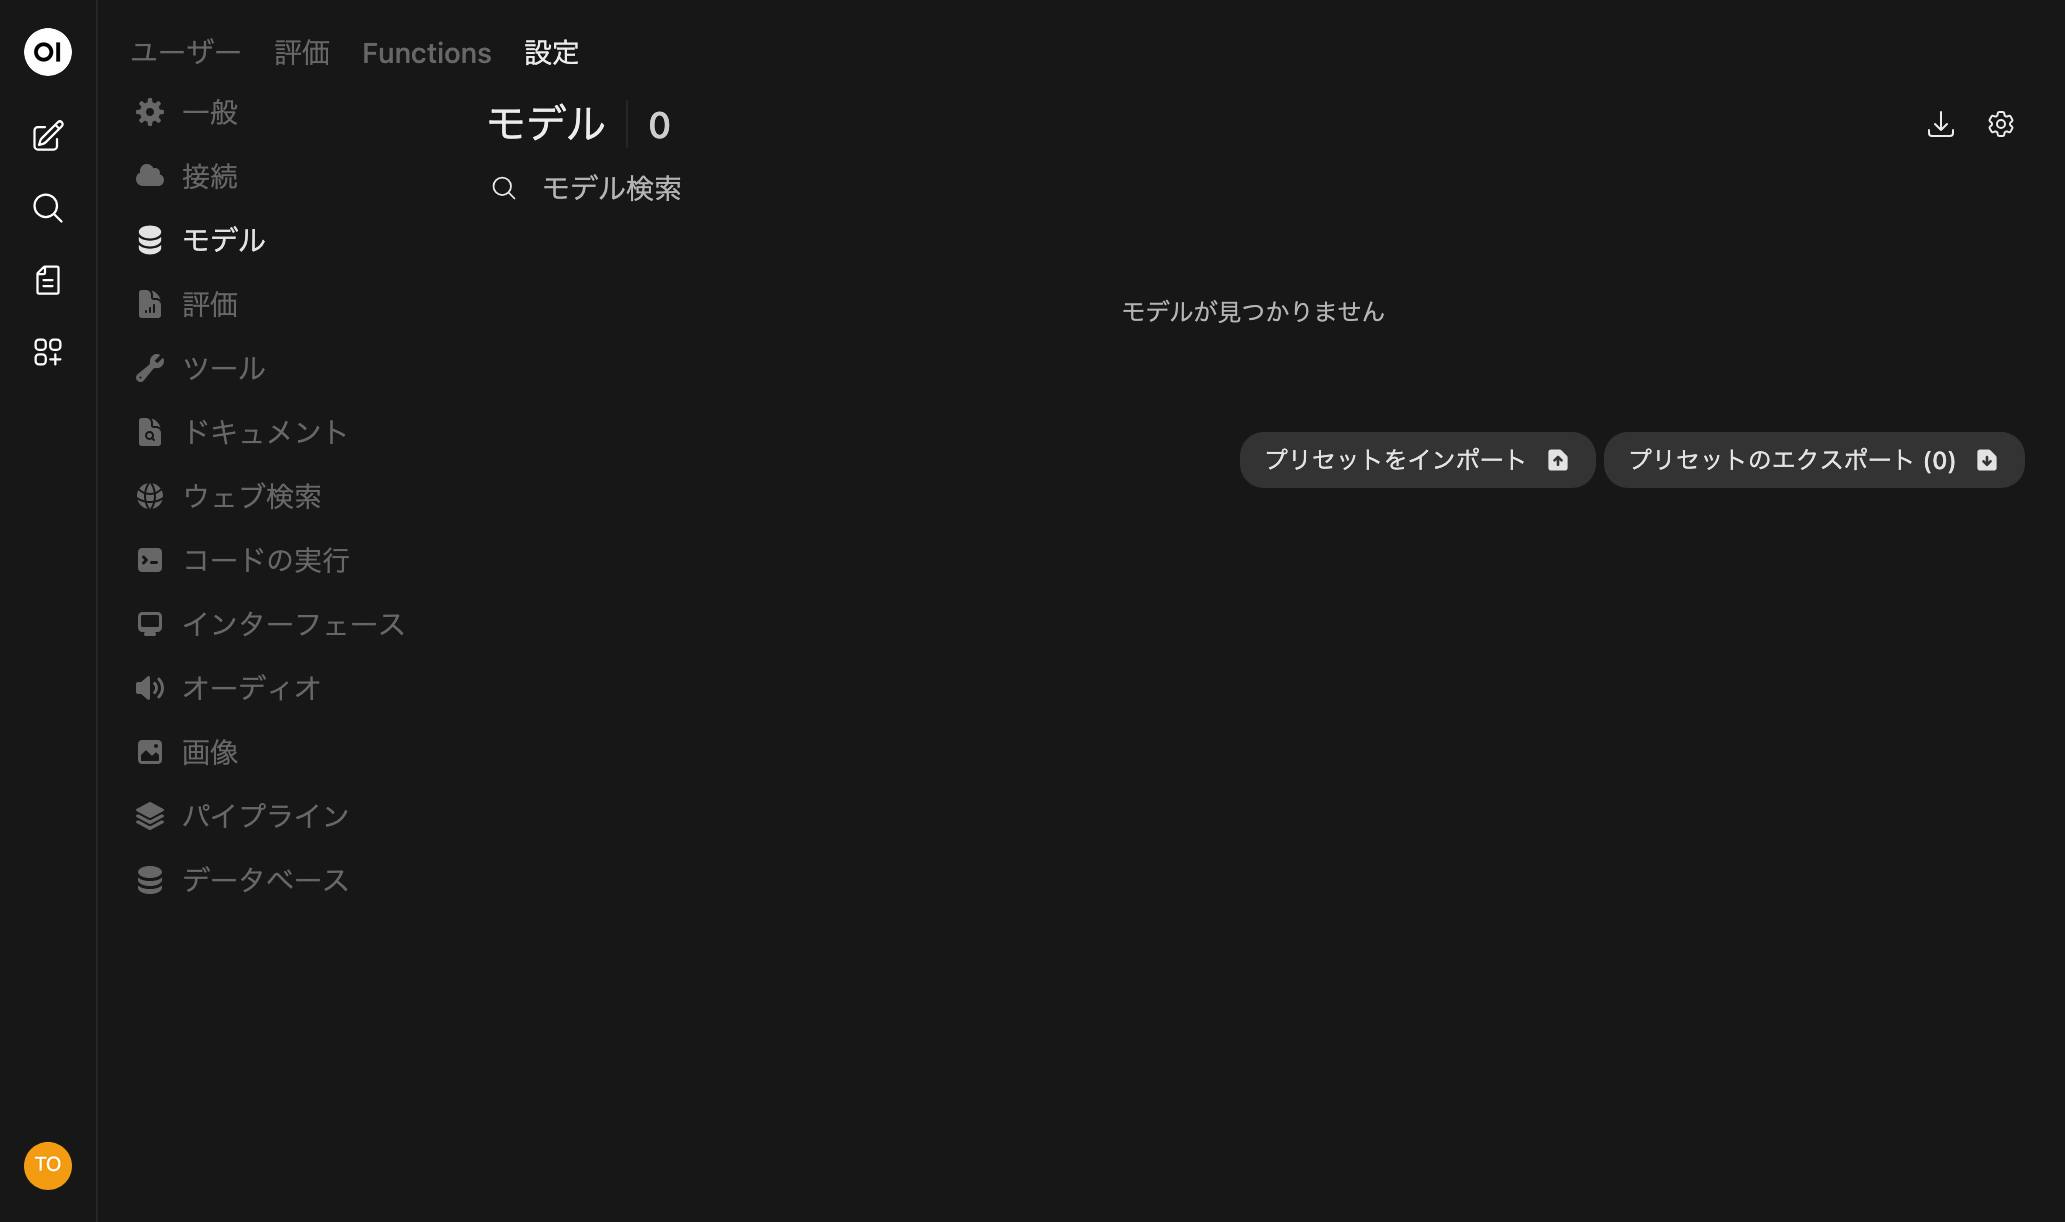 OI
ユーザー 評価 Functions 設定
一般
接続
モデル
評価
ツール
ドキュメント
ウェブ検索
コードの実行
インターフェース
オーディオ
画像
パイプライン
データベース
モデル 0
モデル検索
モデルが見つかりません
プリセットをインポート プリセットのエクスポート (0)
TO